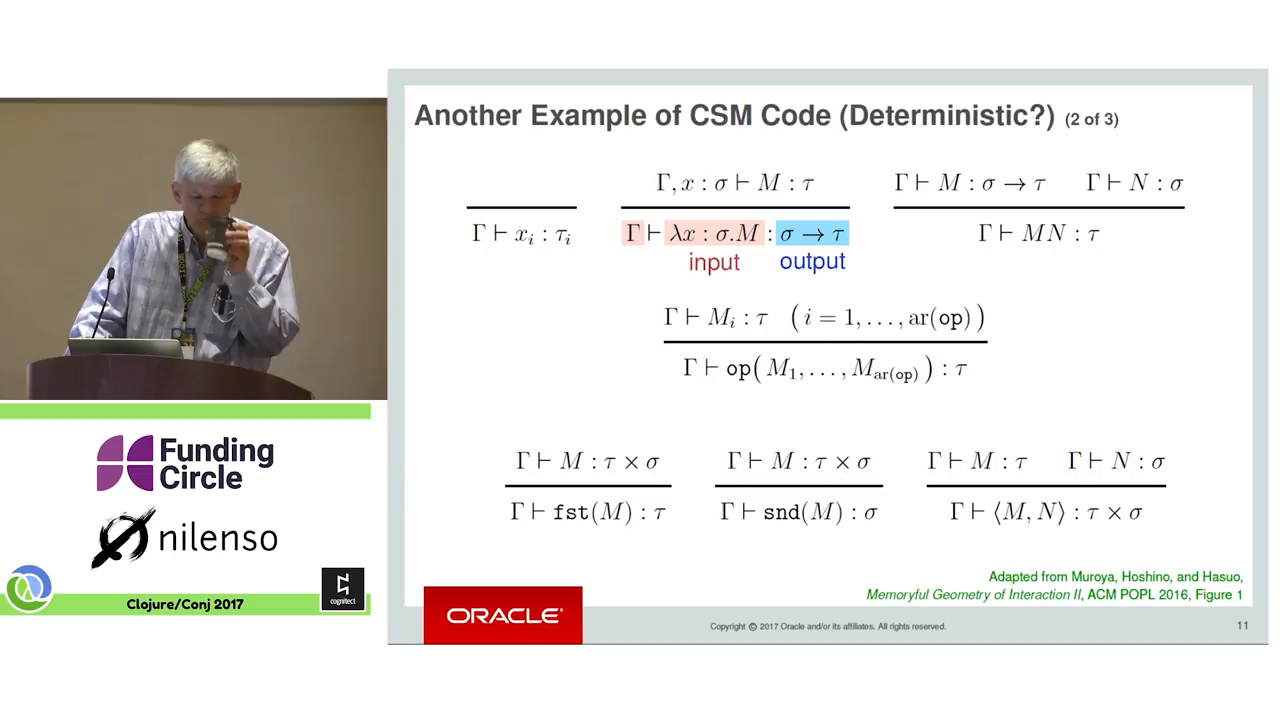 Another Example of CSM Code (Deterministic?) (2 of 3)
Γ, x : σ ⊢ M : τ
Γ ⊢ M : σ → τ    Γ ⊢ N : σ
Γ ⊢ xᵢ : τᵢ
Γ ⊢ λx : σ.M : σ → τ
Γ ⊢ MN : τ
input output
Γ ⊢ Mᵢ : τ (i = 1, . . . , ar(op))
Γ ⊢ op(M₁, . . . , M_ar(op)) : τ
Γ ⊢ M : τ × σ
Γ ⊢ M : τ × σ
Γ ⊢ M : τ    Γ ⊢ N : σ
Γ ⊢ fst(M) : τ
Γ ⊢ snd(M) : σ
Γ ⊢ ⟨M, N⟩ : τ × σ
Adapted from Muroya, Hoshino, and Hasuo,
Memoryful Geometry of Interaction II, ACM POPL 2016, Figure 1
ORACLE®
Copyright © 2017 Oracle and/or its affiliates. All rights reserved.
11
Funding
Circle
nilenso
Clojure/Conj 2017
cognitect